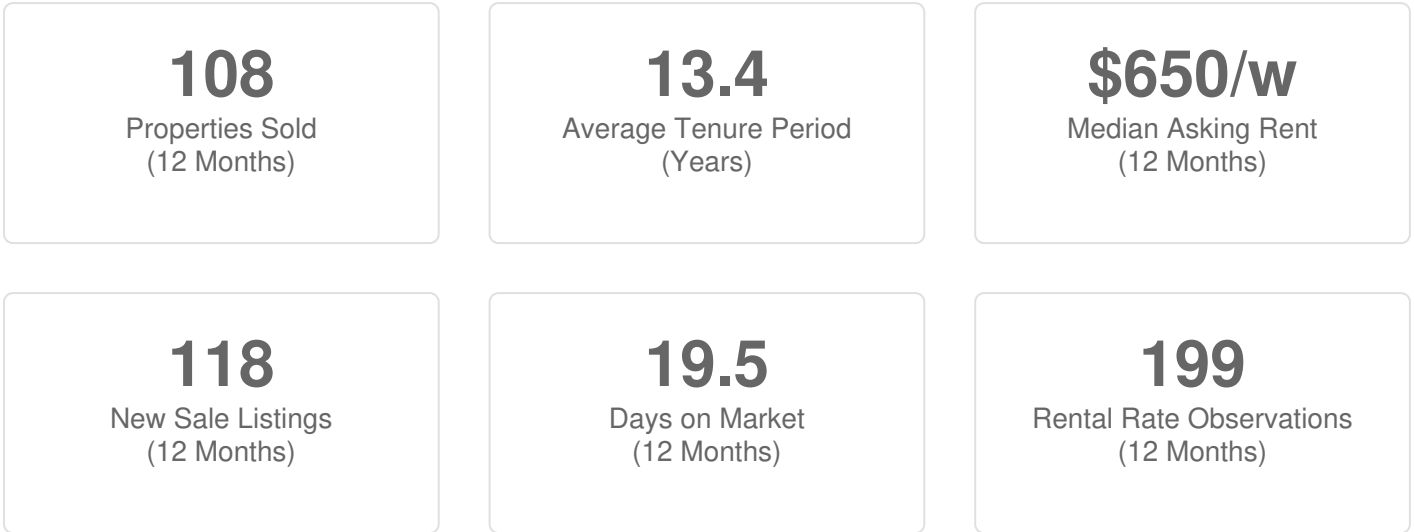 108
Properties Sold
(12 Months)
13.4
Average Tenure Period
(Years)
$650/w
Median Asking Rent
(12 Months)
118
New Sale Listings
(12 Months)
19.5
Days on Market
(12 Months)
199
Rental Rate Observations
(12 Months)